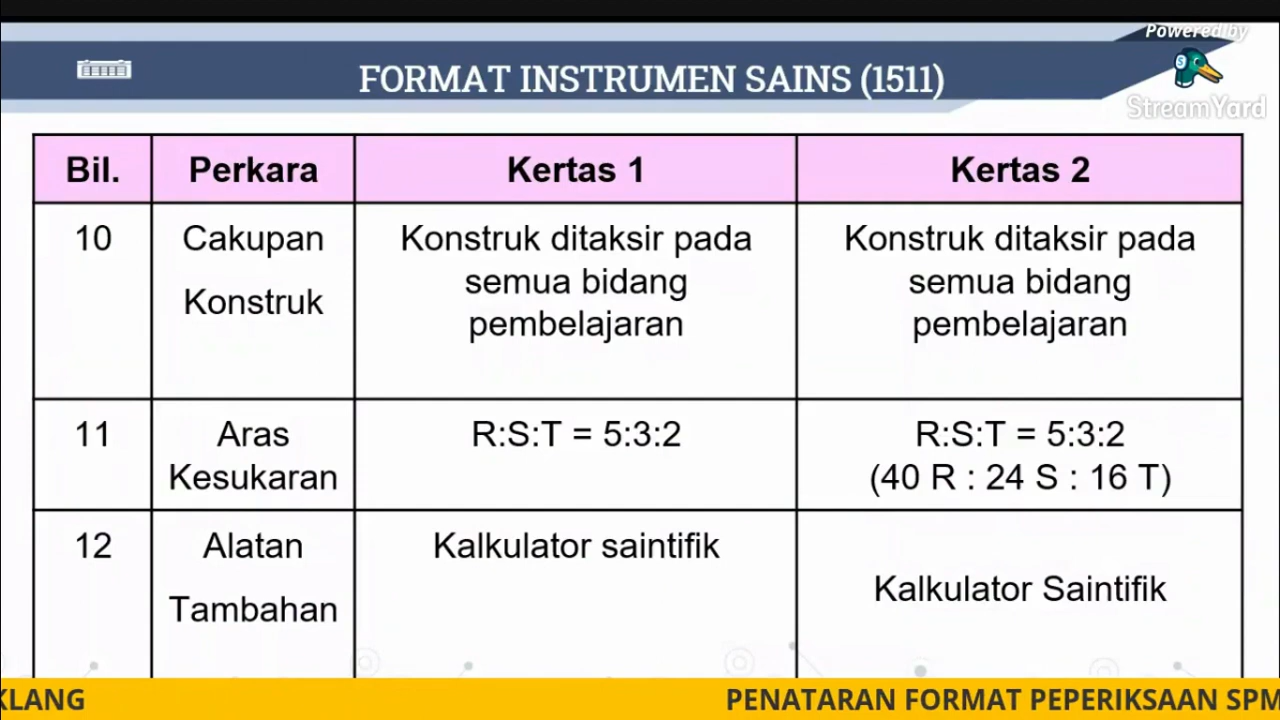 Powered by
StreamYard
FORMAT INSTRUMEN SAINS (1511)
Bil.
Perkara
Kertas 1
Kertas 2
10
Cakupan
Konstruk
Konstruk ditaksir pada
semua bidang
pembelajaran
Konstruk ditaksir pada
semua bidang
pembelajaran
11
Aras
Kesukaran
R:S:T = 5:3:2
R:S:T = 5:3:2
(40 R : 24 S : 16 T)
12
Alatan
Tambahan
Kalkulator saintifik
Kalkulator Saintifik
KLANG
PENATARAN FORMAT PEPERIKSAAN SPM